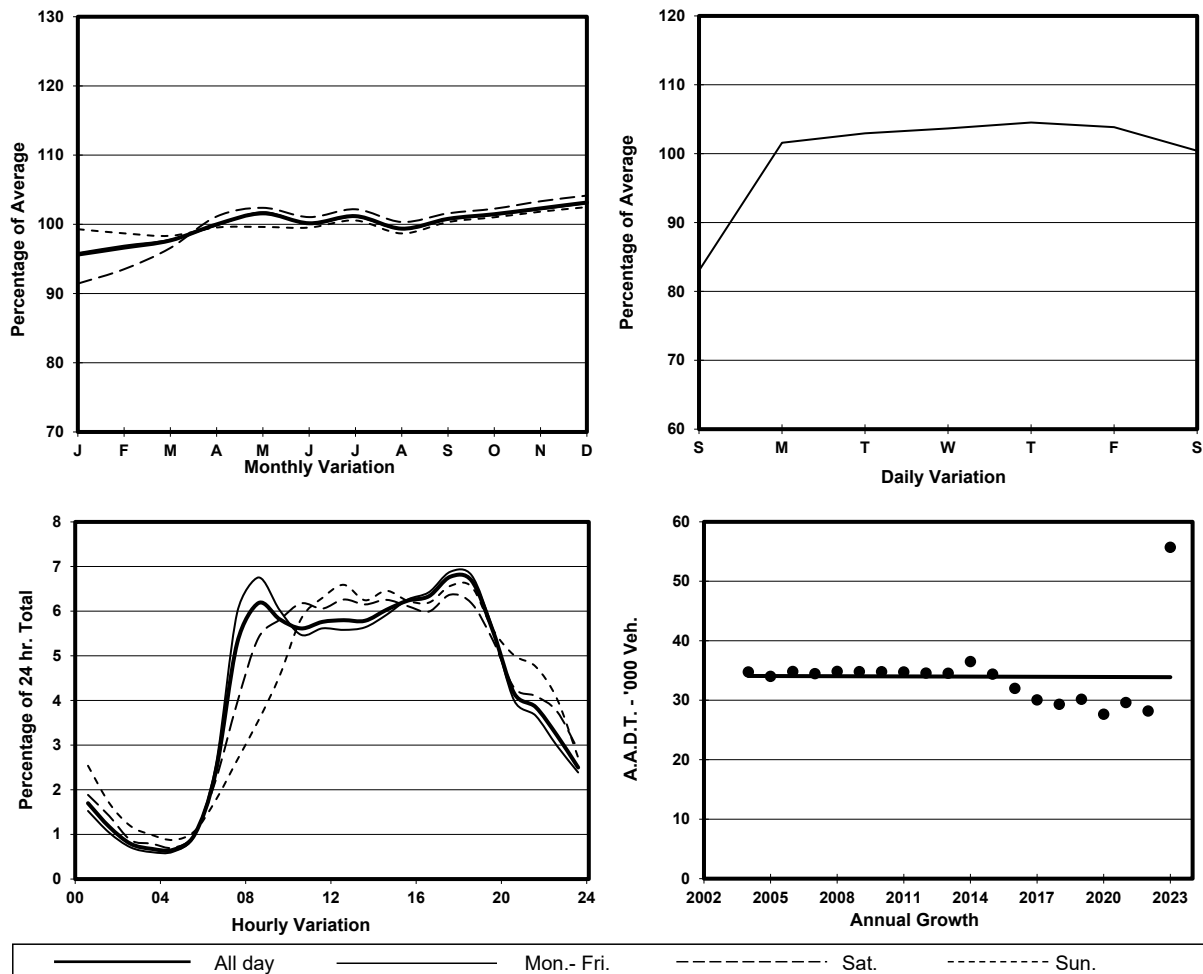 130
120
110
100
90
80
70
Percentage of Average
J F M A M J J A S O N D
Monthly Variation
120
110
100
90
80
70
60
Percentage of Average
S M T W T F S
Daily Variation
8
7
6
5
4
3
2
1
0
Percentage of 24 hr. Total
00 04 08 12 16 20 24
Hourly Variation
60
50
40
30
20
10
0
A.A.D.T. - '000 Veh.
2002 2005 2008 2011 2014 2017 2020 2023
Annual Growth
All day Mon.- Fri. Sat. Sun.